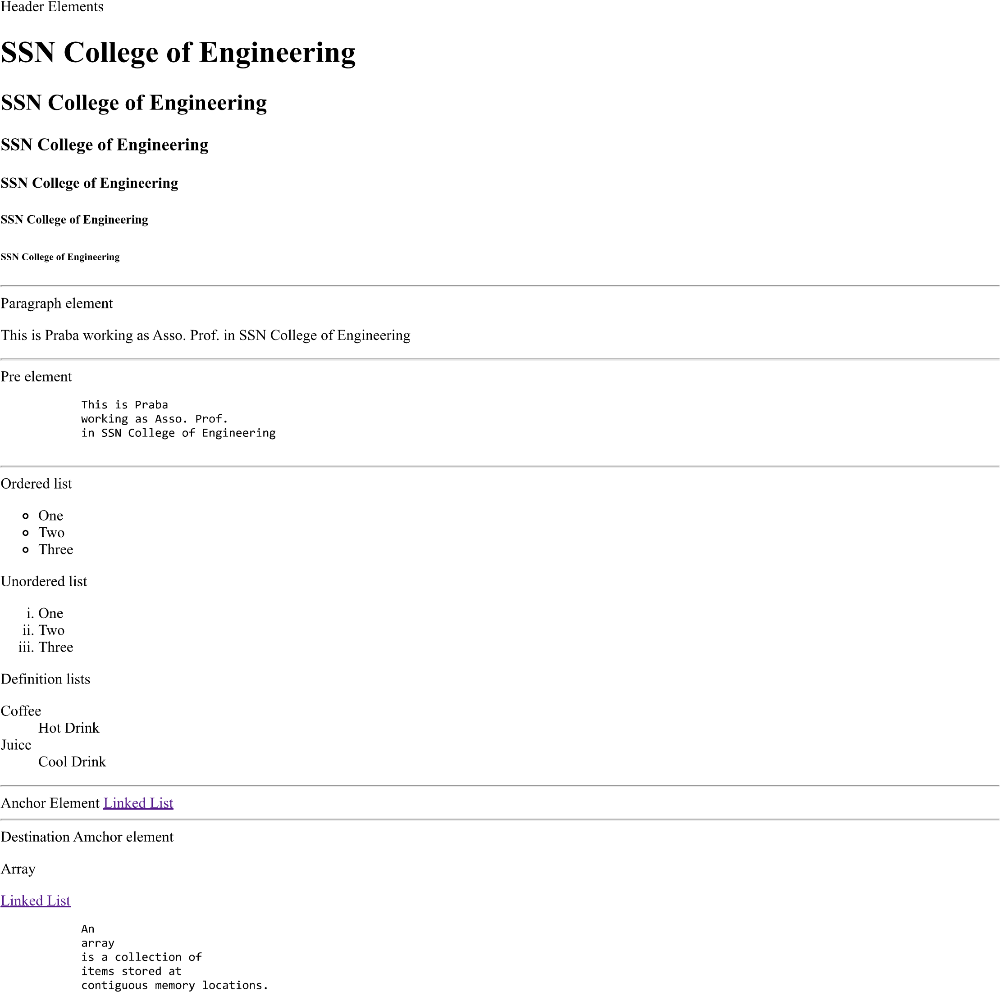 Header Elements
SSN College of Engineering
SSN College of Engineering
SSN College of Engineering
SSN College of Engineering
SSN College of Engineering
SSN College of Engineering
Paragraph element
This is Praba working as Asso. Prof. in SSN College of Engineering
Pre element
This is Praba
working as Asso. Prof.
in SSN College of Engineering
Ordered list
One
Two
Three
Unordered list
i. One
ii. Two
iii. Three
Definition lists
Coffee
Hot Drink
Juice
Cool Drink
Anchor Element Linked List
Destination Amchor element
Array
Linked List
An
array
is a collection of
items stored at
contiguous memory locations.